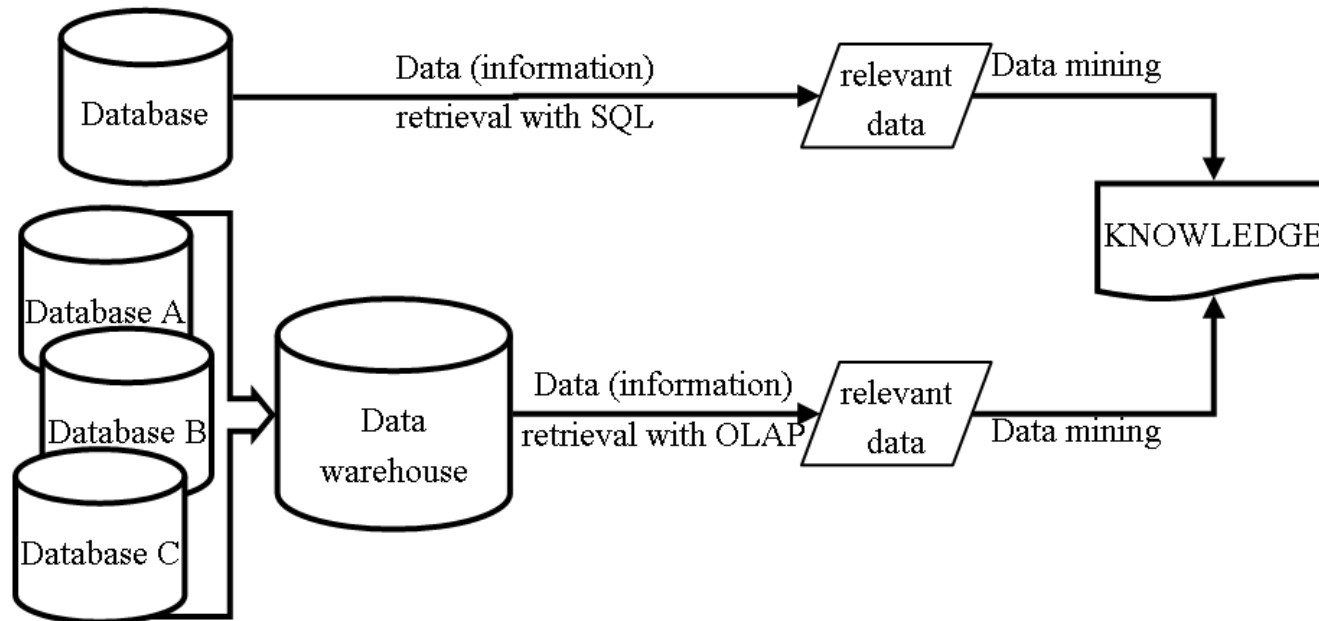 Database
Data (information)
retrieval with SQL
relevant
data
Data mining
KNOWLEDGE
Database A
Database B
Database C
Data
warehouse
Data (information)
retrieval with OLAP
relevant
data
Data mining